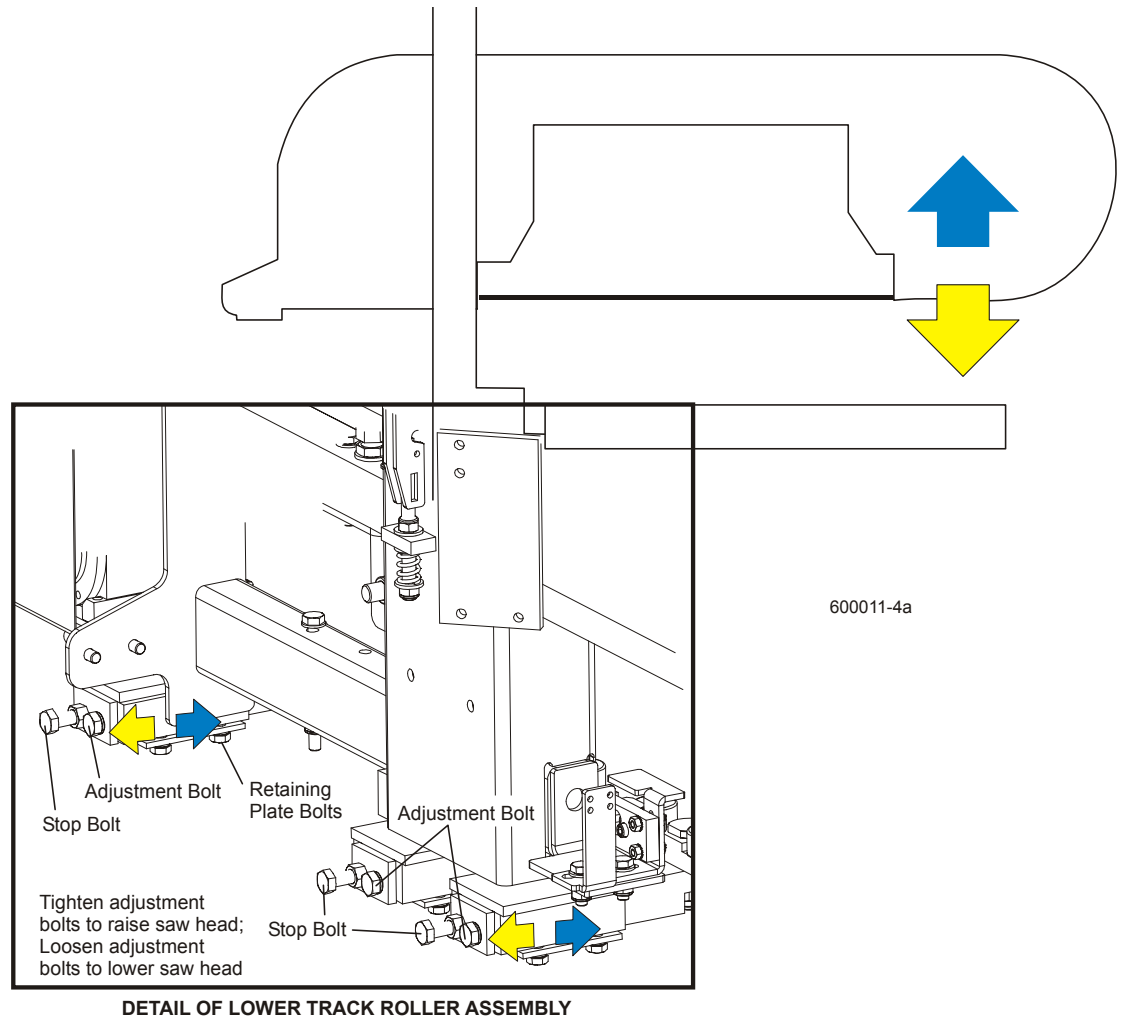 600011-4a
Adjustment Bolt
Stop Bolt
Retaining
Plate Bolts
Adjustment Bolt
Stop Bolt
Tighten adjustment
bolts to raise saw head;
Loosen adjustment
bolts to lower saw head
DETAIL OF LOWER TRACK ROLLER ASSEMBLY